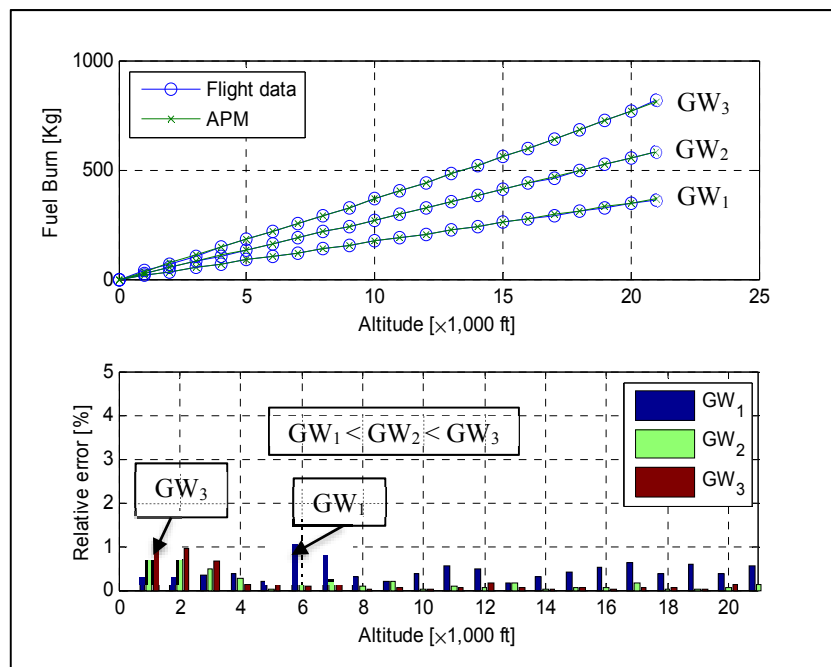 1000
500
0
Fuel Burn [Kg]
Flight data
APM
GW3
GW2
GW1
0 5 10 15 20 25
Altitude [×1,000 ft]
5
4
3
2
1
0
Relative error [%]
GW1 < GW2 < GW3
GW3
GW1
GW1
GW2
GW3
0 2 4 6 8 10 12 14 16 18 20
Altitude [×1,000 ft]